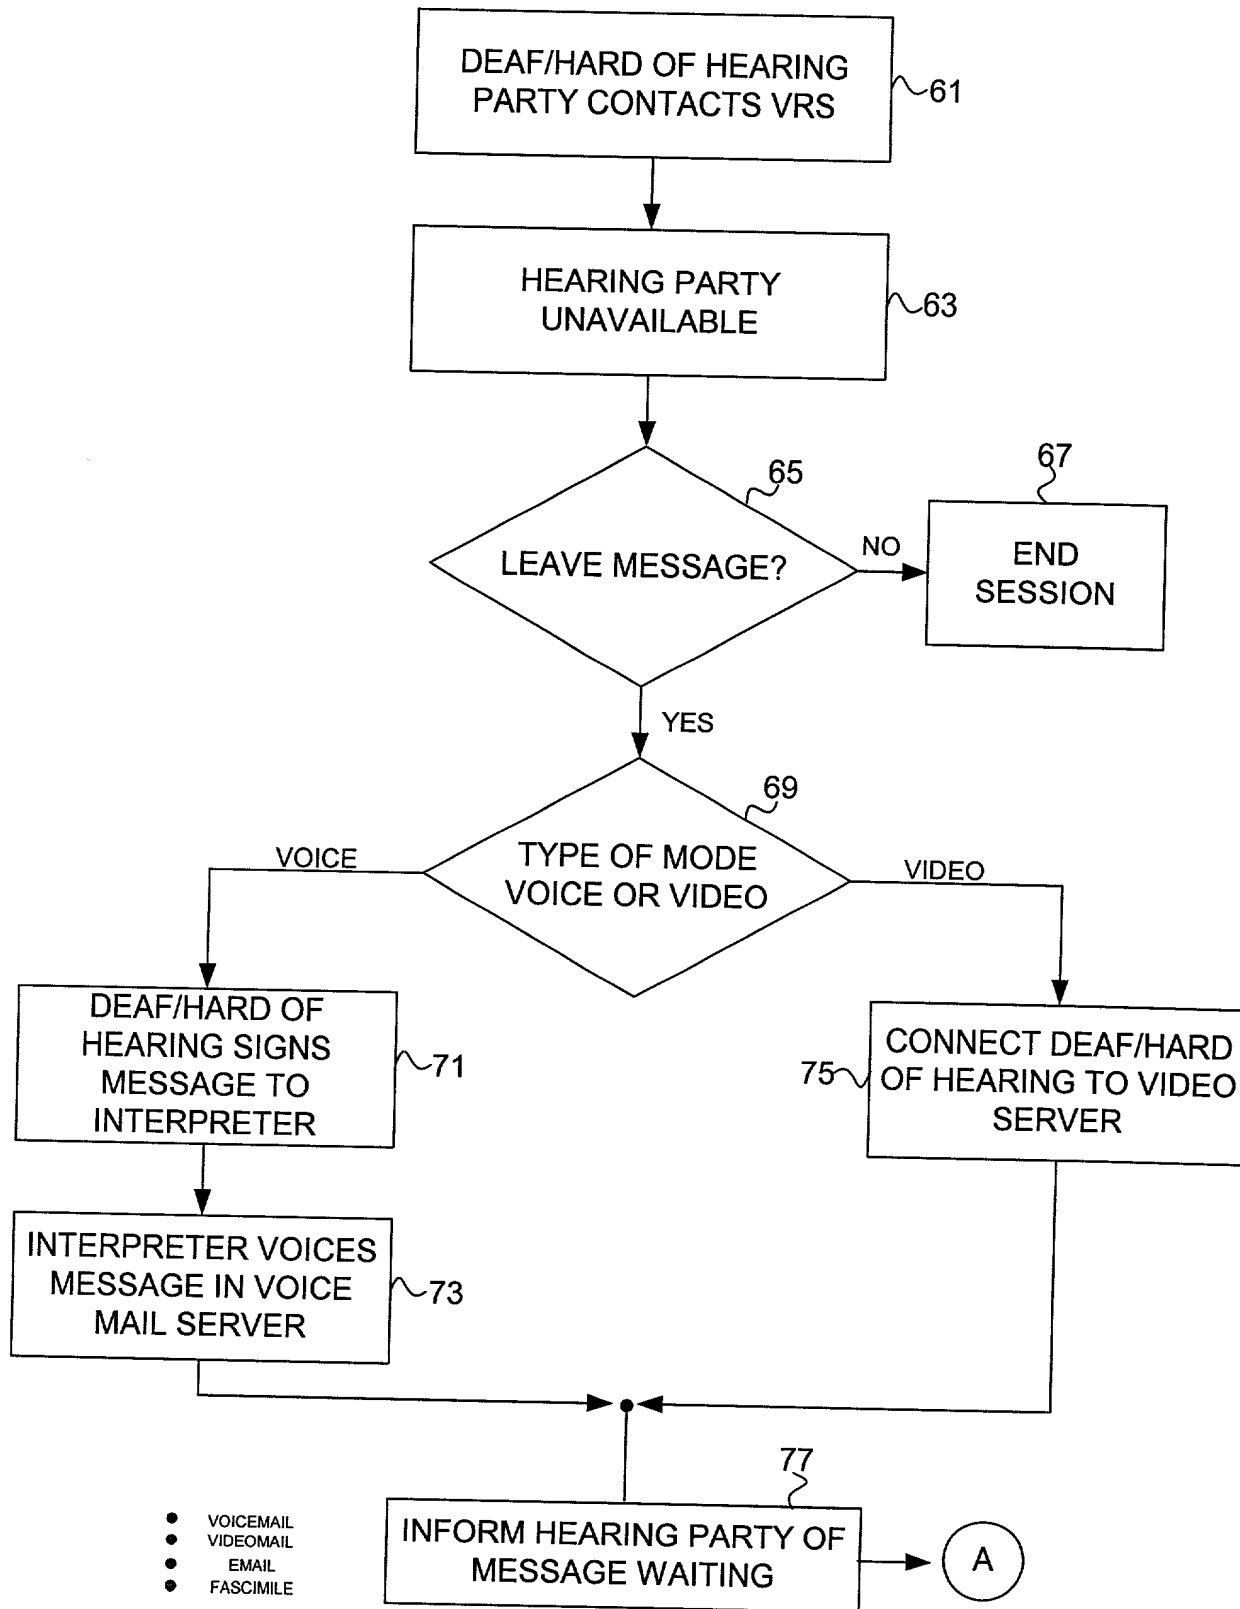 DEAF/HARD OF HEARING
PARTY CONTACTS VRS
61
HEARING PARTY
UNAVAILABLE
63
65
LEAVE MESSAGE?
NO
67
END
SESSION
YES
69
TYPE OF MODE
VOICE OR VIDEO
VOICE
VIDEO
DEAF/HARD OF
HEARING SIGNS
MESSAGE TO
INTERPRETER
71
75
CONNECT DEAF/HARD
OF HEARING TO VIDEO
SERVER
INTERPRETER VOICES
MESSAGE IN VOICE
MAIL SERVER
73
77
• VOICEMAIL
• VIDEOMAIL
• EMAIL
• FASCIMILE
INFORM HEARING PARTY OF
MESSAGE WAITING
A